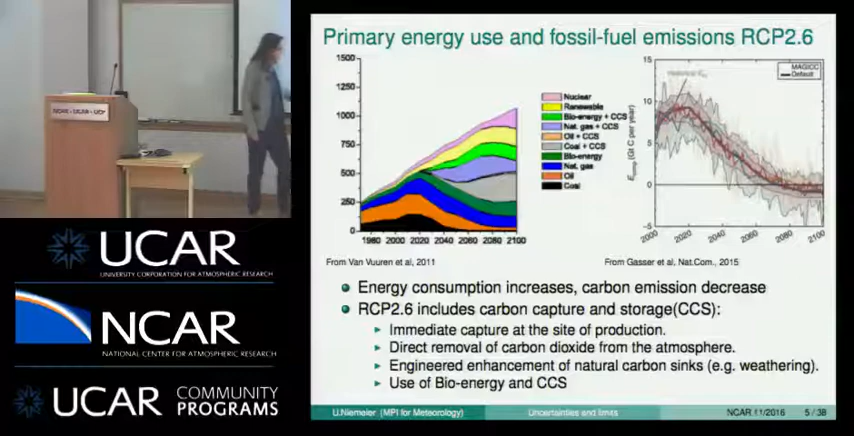 NCAR · UCAR · UCP
UCAR
UNIVERSITY CORPORATION FOR ATMOSPHERIC RESEARCH
NCAR
NATIONAL CENTER FOR ATMOSPHERIC RESEARCH
UCAR COMMUNITY PROGRAMS
Primary energy use and fossil-fuel emissions RCP2.6
1500
1250
1000
750
500
250
0
1980 2000 2020 2040 2060 2080 2100
Nuclear
Renewable
Bio-energy + CCS
Nat. gas + CCS
Oil + CCS
Coal + CCS
Bio-energy
Nat. gas
Oil
Coal
(Gt C per year)
15
10
5
0
−5
2000 2020 2040 2060 2080 2100
MAGICC
Default
From Van Vuuren et al, 2011
From Gasser et al, Nat.Com., 2015
Energy consumption increases, carbon emission decrease
RCP2.6 includes carbon capture and storage(CCS):
Immediate capture at the site of production.
Direct removal of carbon dioxide from the atmosphere.
Engineered enhancement of natural carbon sinks (e.g. weathering).
Use of Bio-energy and CCS
U.Niemeier (MPI for Meteorology)
Uncertainties and limits
NCAR 11/2016
5 / 38